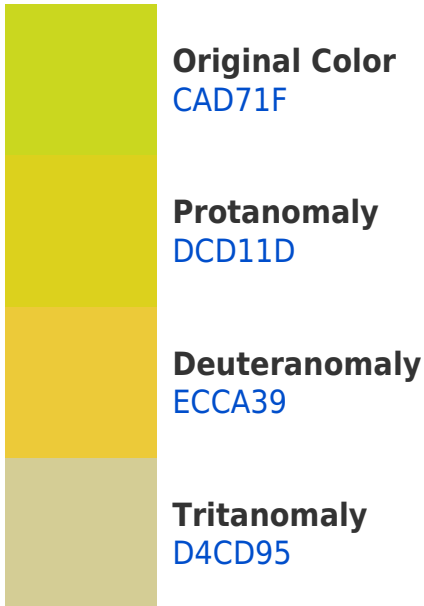 Original Color
CAD71F
Protanomaly
DCD11D
Deuteranomaly
ECCA39
Tritanomaly
D4CD95